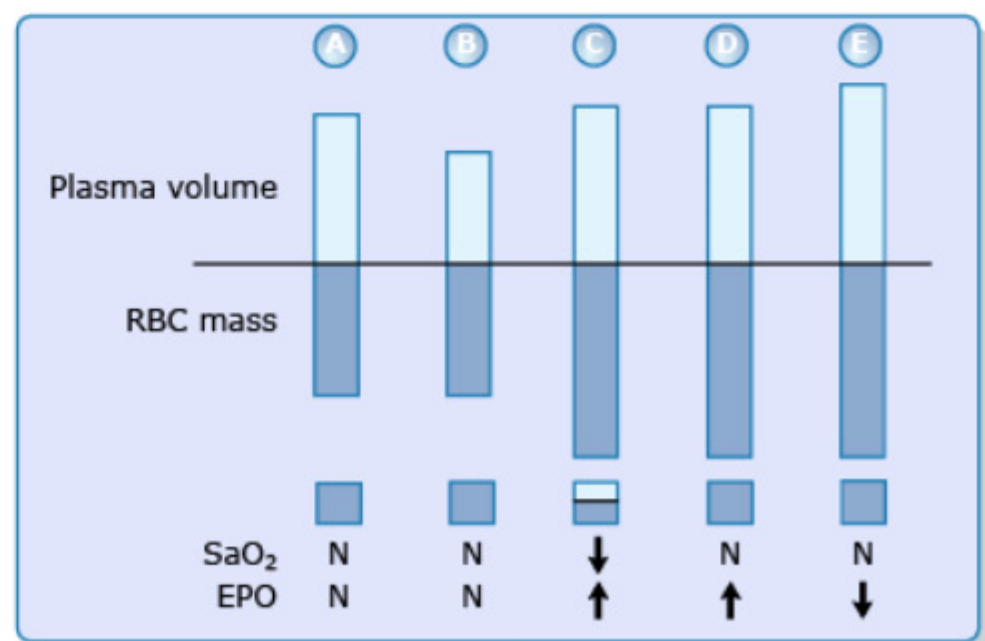 A B C D E
Plasma volume
RBC mass
SaO₂ N N ↓ N N
EPO N N ↑ ↑ ↓